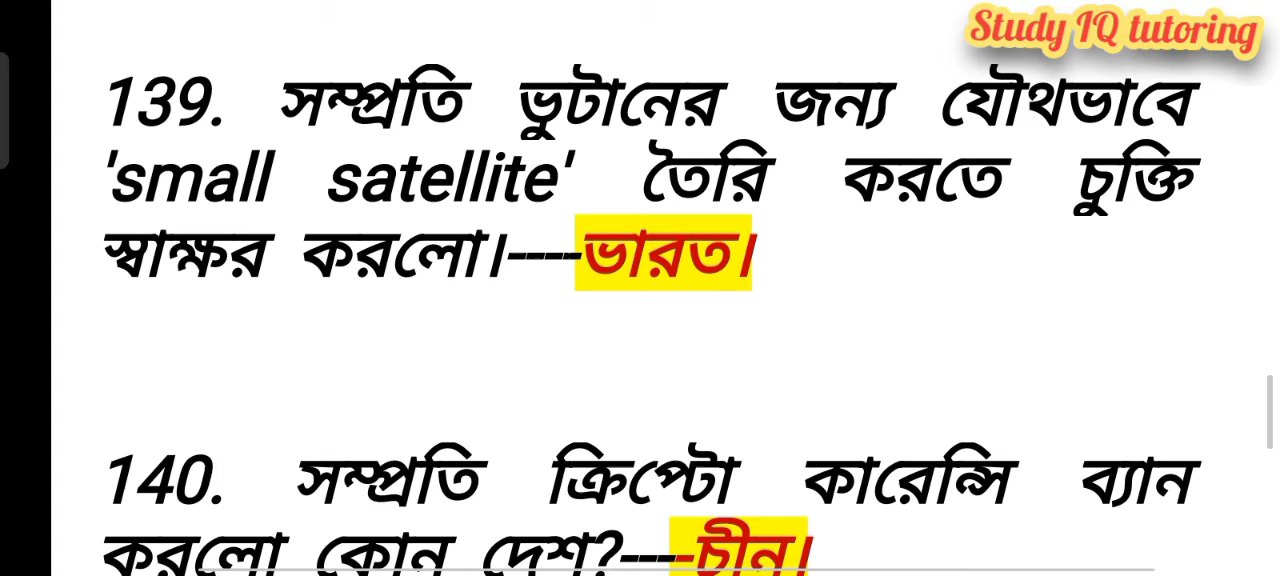 Study IQ tutoring
139. সম্প্রতি ভুটানের জন্য যৌথভাবে
'small satellite' তৈরি করতে চুক্তি
স্বাক্ষর করলো।----ভারত।
140. সম্প্রতি ক্রিপ্টো কারেন্সি ব্যান
করলো কোন দেশ?----চীন।